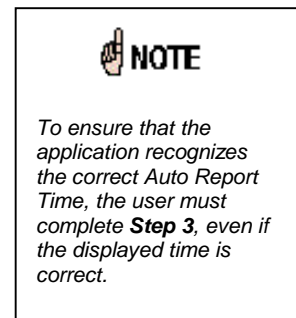 NOTE
To ensure that the
application recognizes
the correct Auto Report
Time, the user must
complete Step 3, even if
the displayed time is
correct.